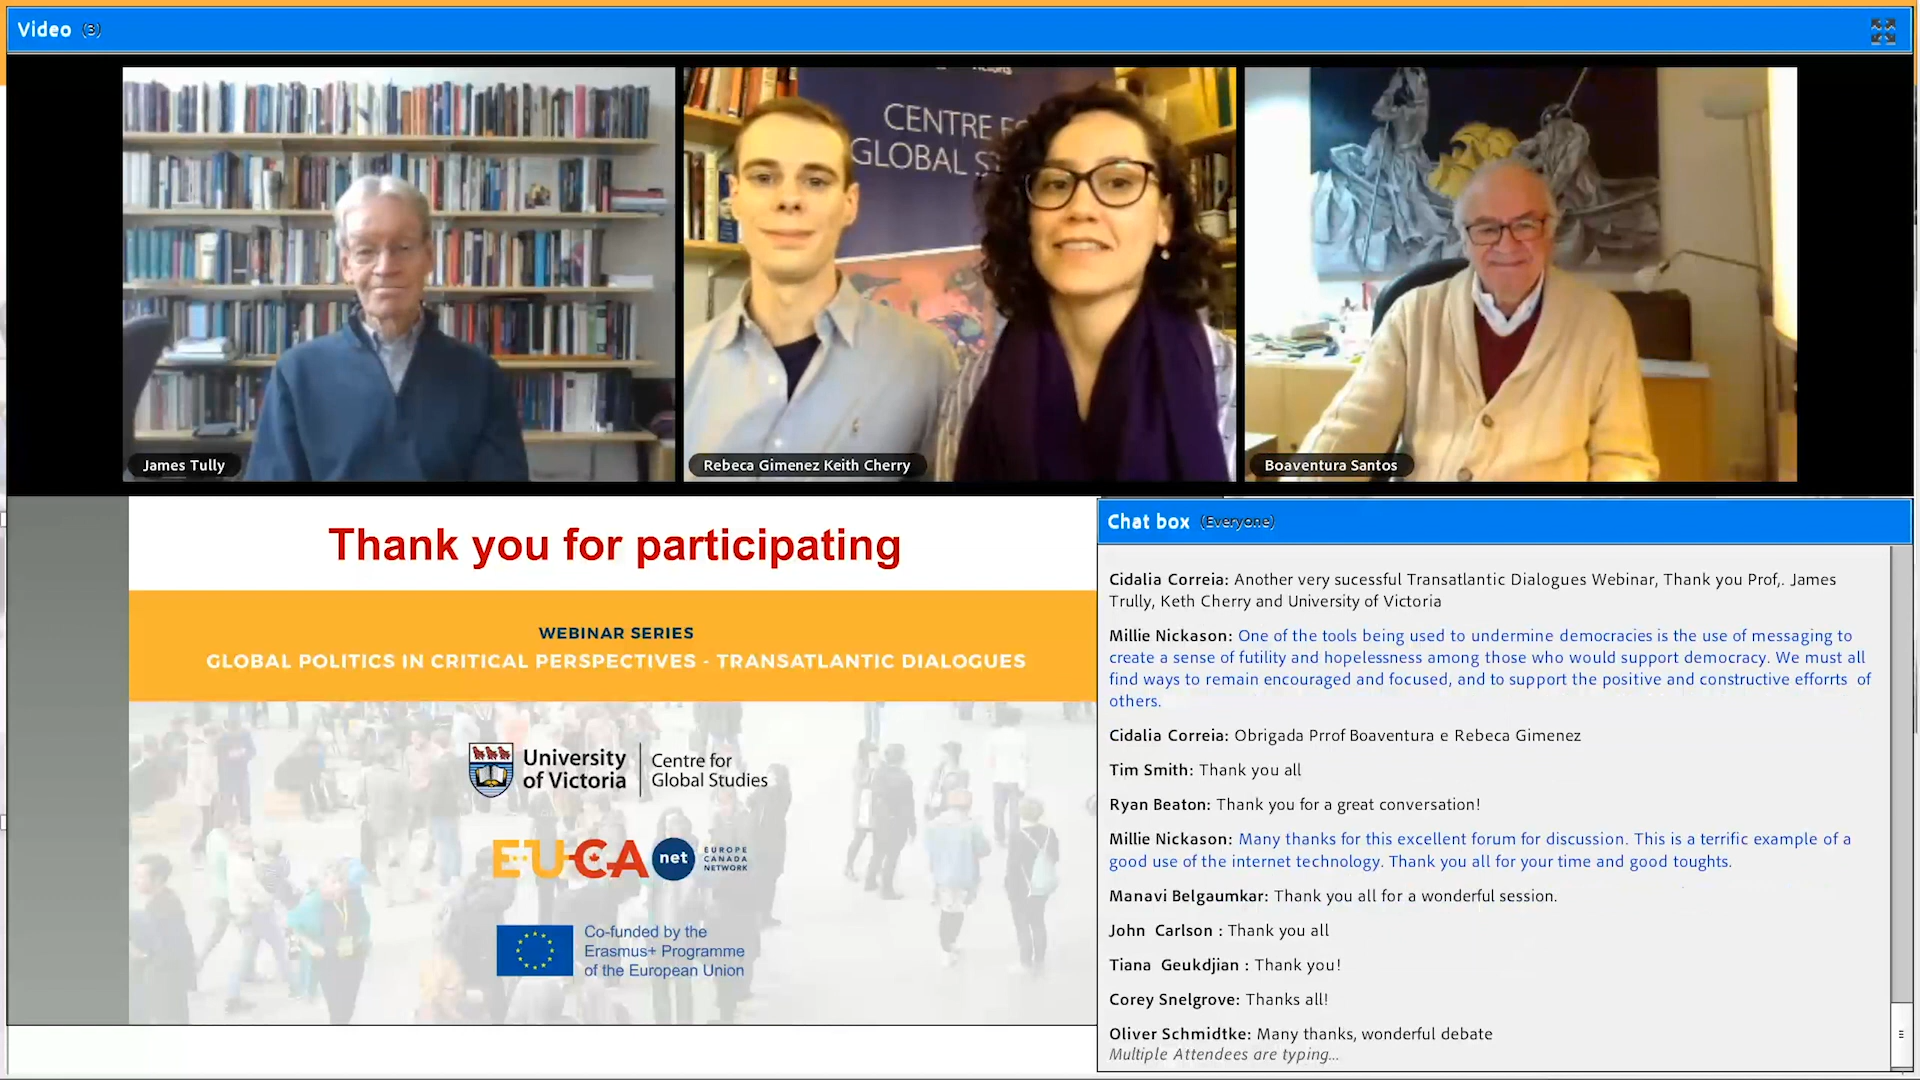 Video (3)
CENTRE
GLOBAL
James Tully
Rebeca Gimenez Keith Cherry
Boaventura Santos
Thank you for participating
WEBINAR SERIES
GLOBAL POLITICS IN CRITICAL PERSPECTIVES - TRANSATLANTIC DIALOGUES
University
of Victoria
Centre for
Global Studies
EU-CA net
EUROPE
CANADA
NETWORK
Co-funded by the
Erasmus+ Programme
of the European Union
Chat box (Everyone)
Cidalia Correia: Another very sucessful Transatlantic Dialogues Webinar, Thank you Prof,. James
Trully, Keth Cherry and University of Victoria
Millie Nickason: One of the tools being used to undermine democracies is the use of messaging to
create a sense of futility and hopelessness among those who would support democracy. We must all
find ways to remain encouraged and focused, and to support the positive and constructive efforts of
others.
Cidalia Correia: Obrigada Prrof Boaventura e Rebeca Gimenez
Tim Smith: Thank you all
Ryan Beaton: Thank you for a great conversation!
Millie Nickason: Many thanks for this excellent forum for discussion. This is a terrific example of a
good use of the internet technology. Thank you all for your time and good toughts.
Manavi Belgaumkar: Thank you all for a wonderful session.
John Carlson : Thank you all
Tiana Geukdjian : Thank you!
Corey Snelgrove: Thanks all!
Oliver Schmidtke: Many thanks, wonderful debate
Multiple Attendees are typing...